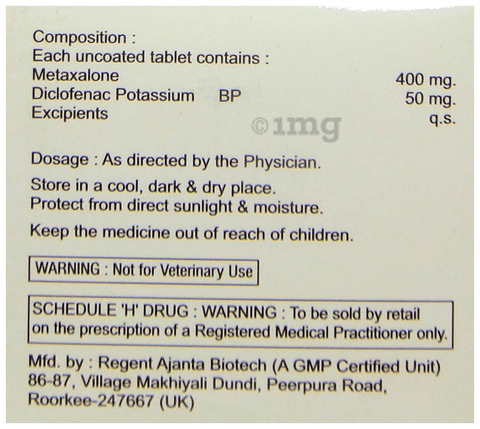 Composition :
Each uncoated tablet contains :
Metaxalone 400 mg.
Diclofenac Potassium BP 50 mg.
Excipients q.s.
©1mg
Dosage : As directed by the Physician.
Store in a cool, dark & dry place.
Protect from direct sunlight & moisture.
Keep the medicine out of reach of children.
WARNING : Not for Veterinary Use
SCHEDULE 'H' DRUG : WARNING : To be sold by retail
on the prescription of a Registered Medical Practitioner only.
Mfd. by : Regent Ajanta Biotech (A GMP Certified Unit)
86-87, Village Makhiyali Dundi, Peerpura Road,
Roorkee-247667 (UK)